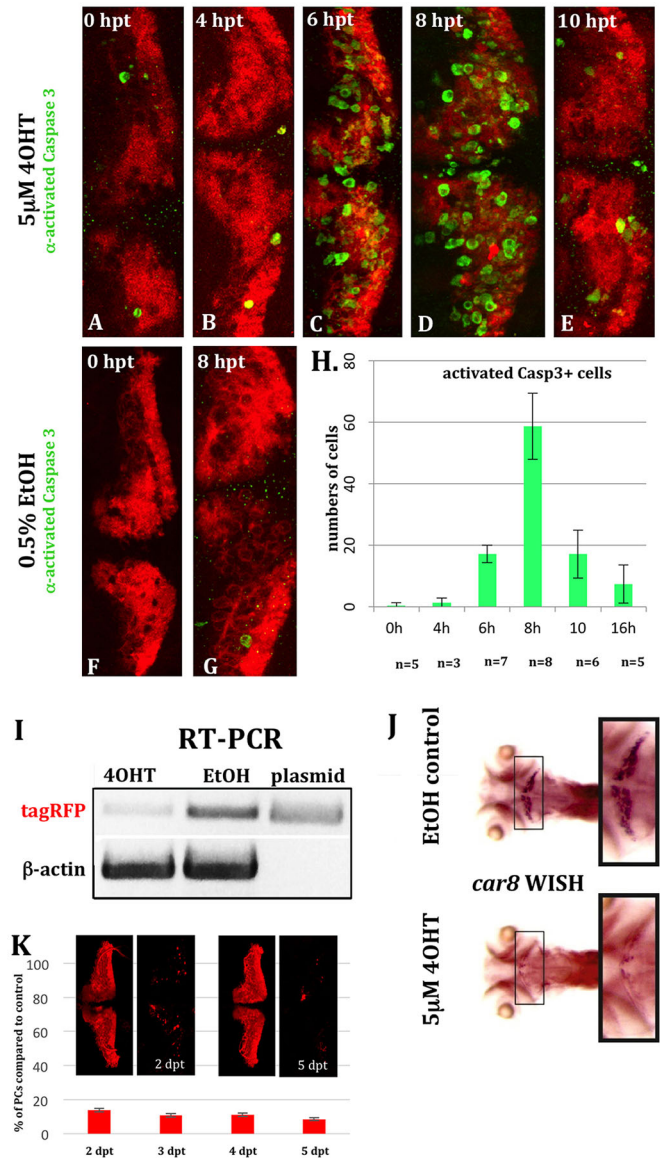 0 hpt
4 hpt
6 hpt
8 hpt
10 hpt
5μM 4OHT
α-activated Caspase 3
A
B
C
D
E
0 hpt
8 hpt
0.5% EtOH
α-activated Caspase 3
F
G
H.
activated Casp3+ cells
numbers of cells
80
60
40
20
0
0h
4h
6h
8h
10
16h
n=5
n=3
n=7
n=8
n=6
n=5
I
RT-PCR
4OHT
EtOH
plasmid
tagRFP
β-actin
J
EtOH control
car8 WISH
5μM 4OHT
K
% of PCs compared to control
100
80
60
40
20
0
2 dpt
5 dpt
2 dpt
3 dpt
4 dpt
5 dpt